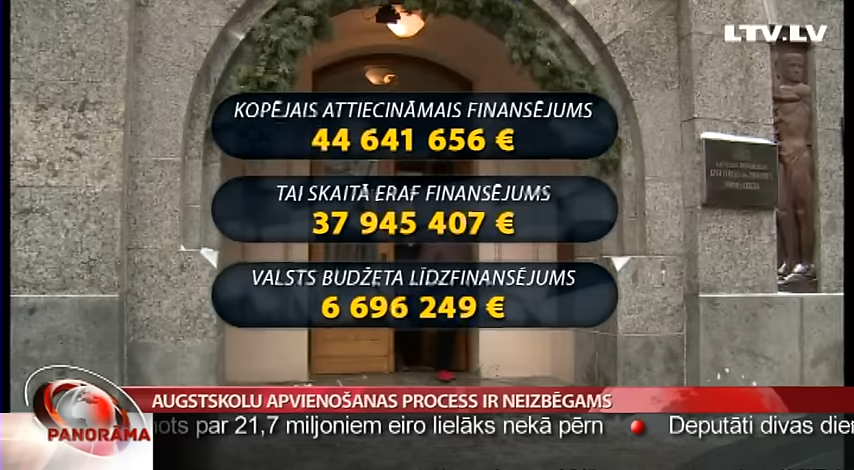 LTV.LV
KOPĒJAIS ATTIECINĀMAIS FINANSĒJUMS
44 641 656 €
TAI SKAITĀ ERAF FINANSĒJUMS
37 945 407 €
VALSTS BUDŽETA LĪDZFINANSĒJUMS
6 696 249 €
AUGSTSKOLU APVIENOŠANAS PROCESS IR NEIZBĒGAMS
PANORĀMA
par 21,7 miljoniem eiro lielāks nekā pērn • Deputāti divas